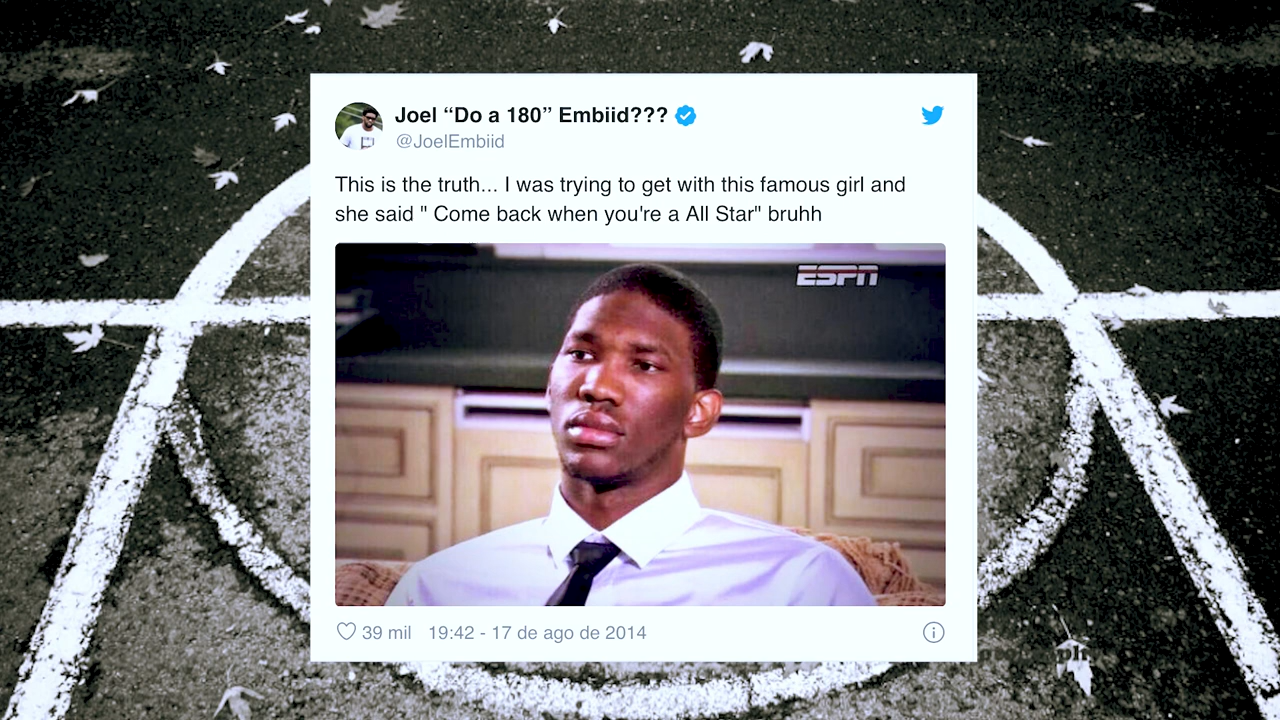 Joel “Do a 180” Embiid???
@JoelEmbiid
This is the truth... I was trying to get with this famous girl and
she said " Come back when you're a All Star" bruhh
ESPN
39 mil 19:42 - 17 de ago de 2014